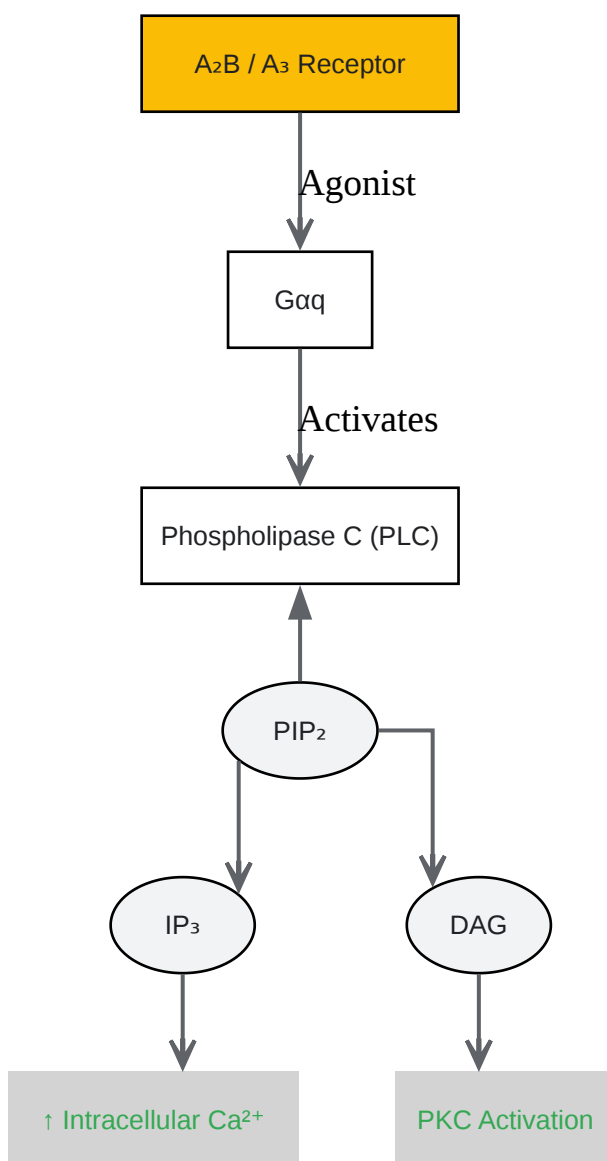 A₂B / A₃ Receptor
Agonist
Gαq
Activates
Phospholipase C (PLC)
PIP₂
IP₃
DAG
↑ Intracellular Ca²⁺
PKC Activation